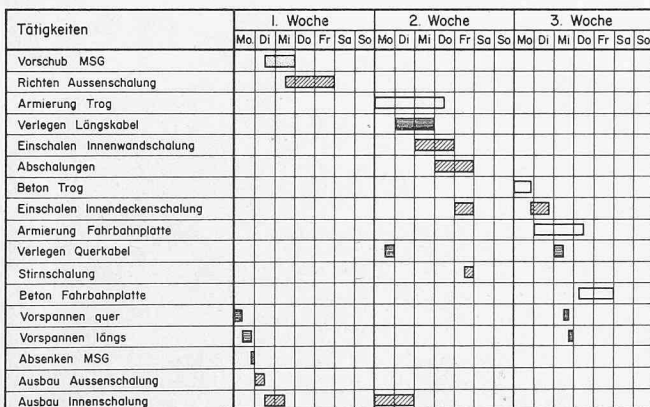 Tätigkeiten
1. Woche 2. Woche 3. Woche
Mo. Di Mi Do Fr Sa So Mo Di Mi Do Fr Sa So Mo Di Mi Do Fr Sa So
Vorschub MSG
Richten Aussenschalung
Armierung Trog
Verlegen Längskabel
Einschalen Innenwandschalung
Abschalungen
Beton Trog
Einschalen Innendeckenschalung
Armierung Fahrbahnplatte
Verlegen Querkabel
Stirnschalung
Beton Fahrbahnplatte
Vorspannen quer
Vorspannen längs
Absenken MSG
Ausbau Aussenschalung
Ausbau Innenschalung